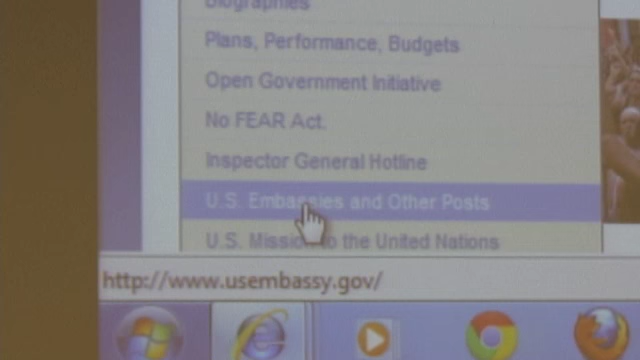 Biographies
Plans, Performance, Budgets
Open Government Initiative
No FEAR Act.
Inspector General Hotline
U.S. Embassies and Other Posts
U.S. Mission to the United Nations
http://www.usembassy.gov/